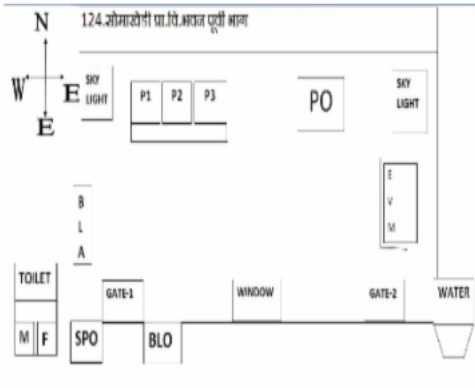 N
124.सोमाखेडी प्रा.वि.भवन पूर्वी भाग
W E
E
SKY
LIGHT
P1 P2 P3
PO
SKY
LIGHT
B
L
A
E
V
M
TOILET
GATE-1
WINDOW
GATE-2
WATER
M F
SPO
BLO